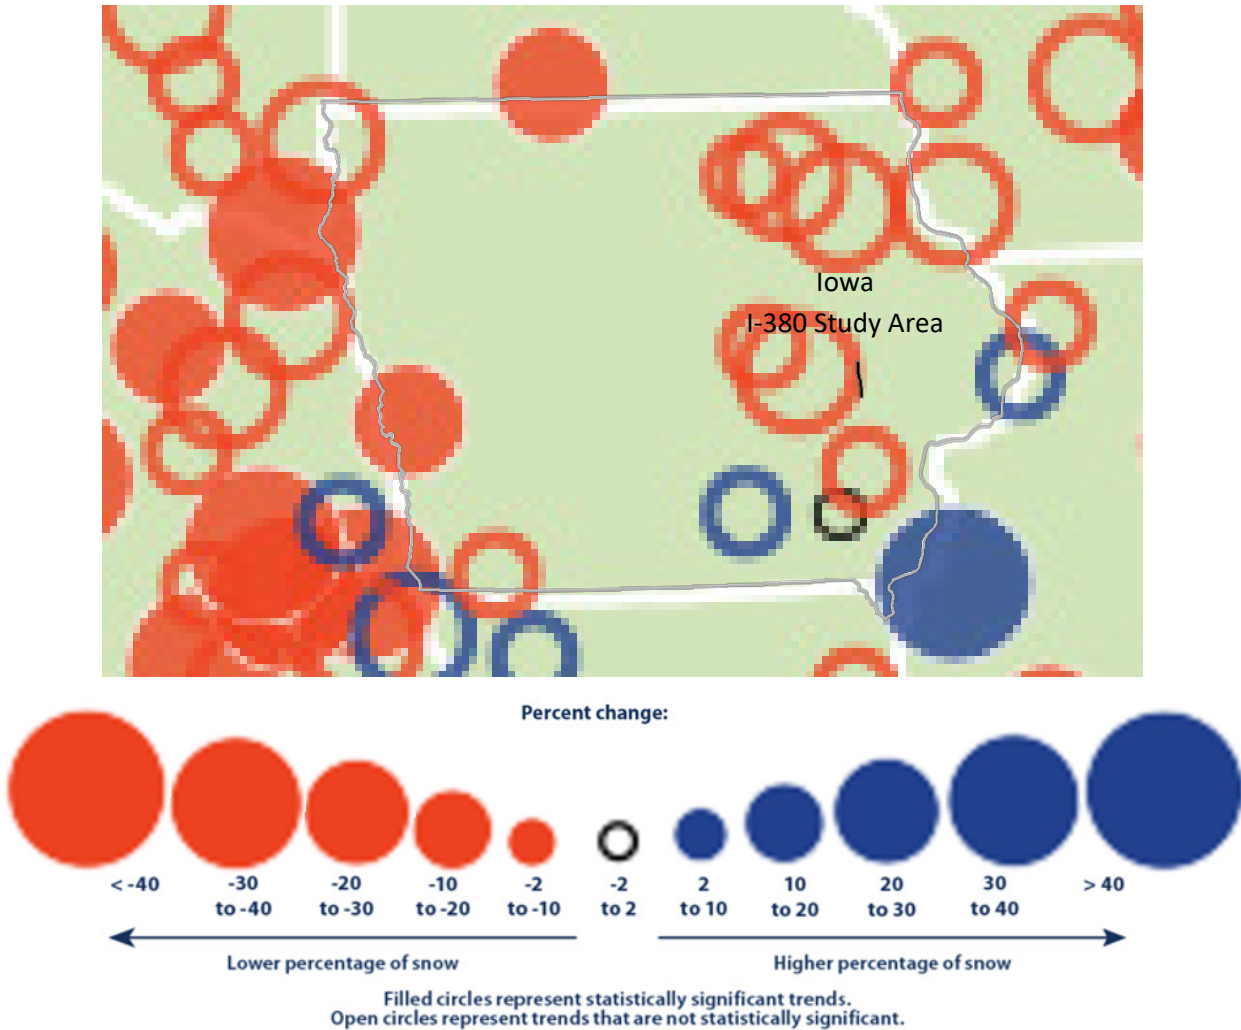 Iowa
I-380 Study Area
Percent change:
< -40
-30
to -40
-20
to -30
-10
to -20
-2
to -10
-2
to 2
2
to 10
10
to 20
20
to 30
30
to 40
> 40
Lower percentage of snow
Higher percentage of snow
Filled circles represent statistically significant trends.
Open circles represent trends that are not statistically significant.